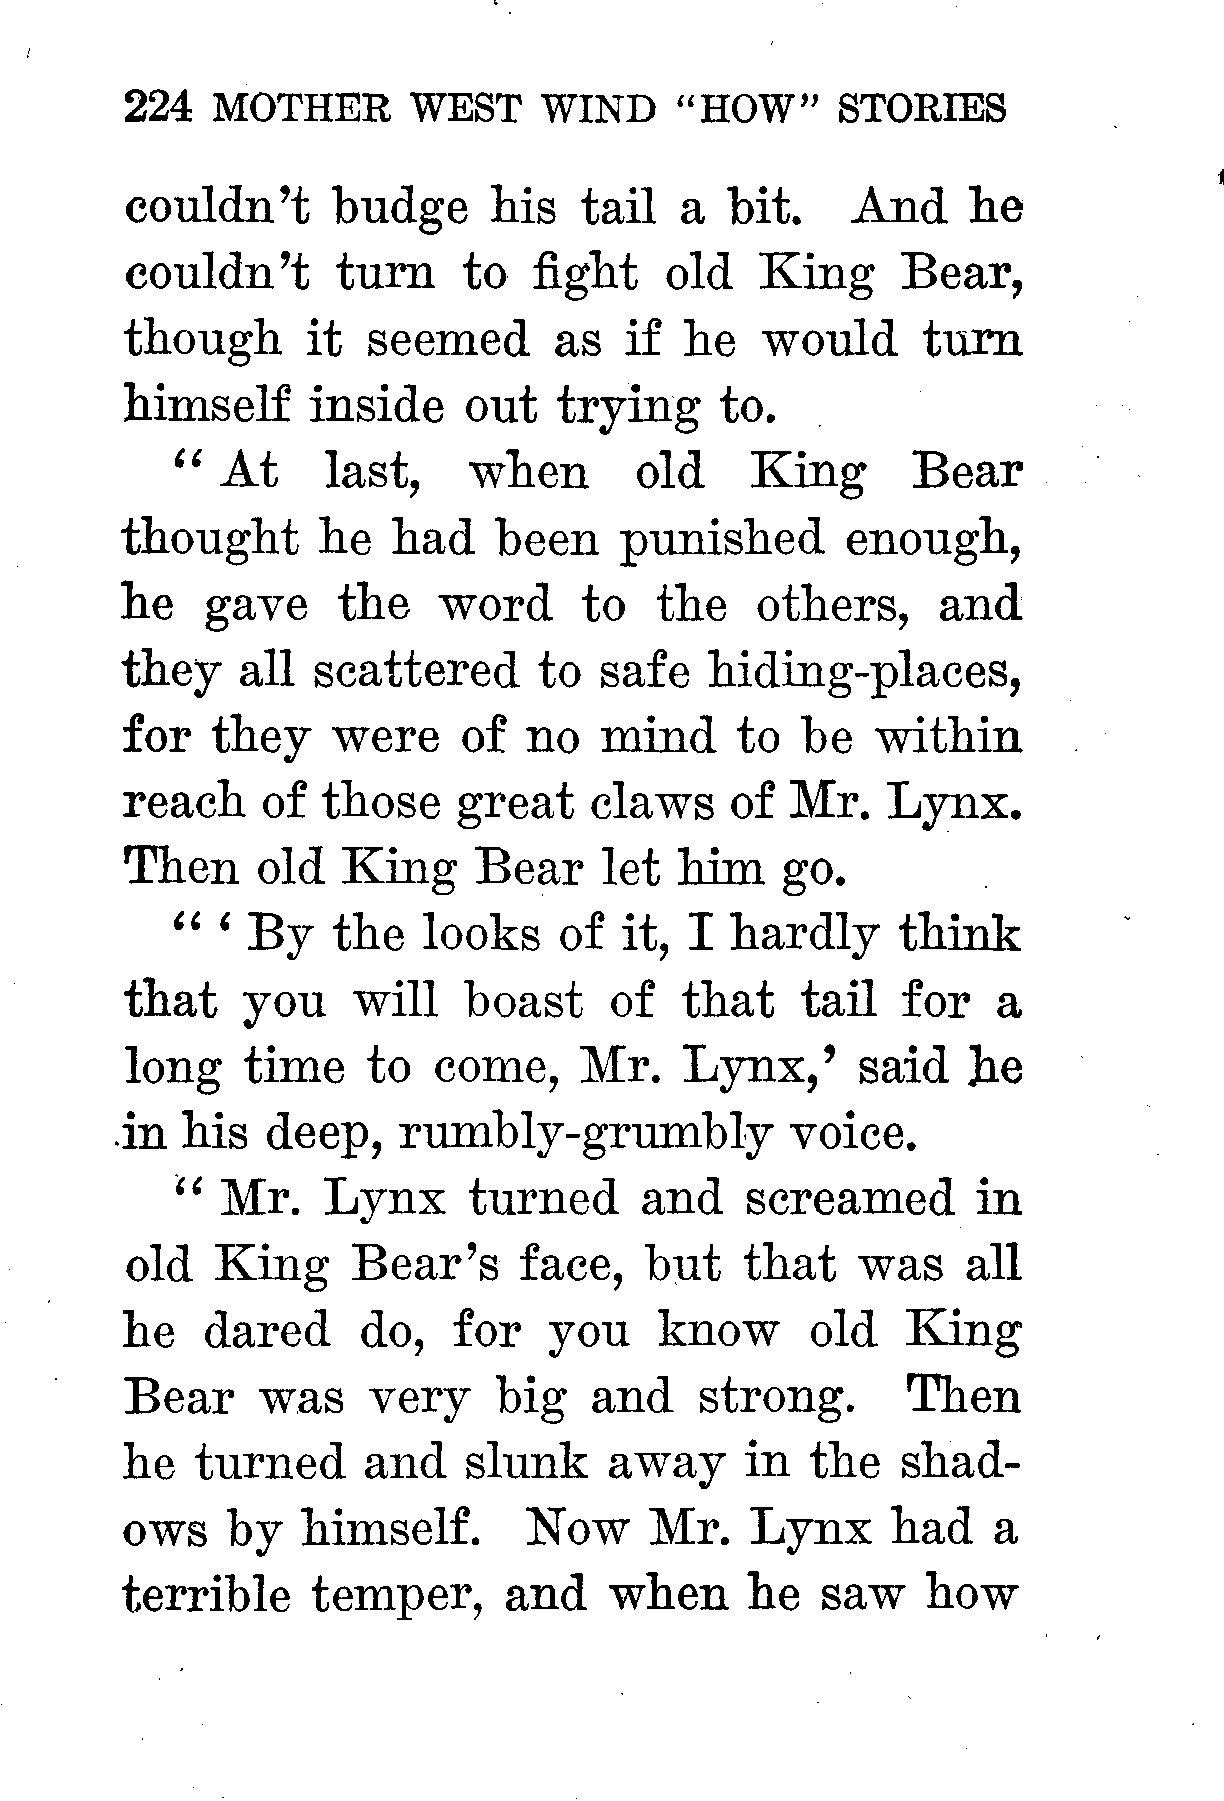 224 MOTHER WEST WIND “HOW” STORIES
couldn’t budge his tail a bit. And he
couldn’t turn to fight old King Bear,
though it seemed as if he would turn
himself inside out trying to.
“ At last, when old King Bear
thought he had been punished enough,
he gave the word to the others, and
they all scattered to safe hiding-places,
for they were of no mind to be within
reach of those great claws of Mr. Lynx.
Then old King Bear let him go.
“ ‘ By the looks of it, I hardly think
that you will boast of that tail for a
long time to come, Mr. Lynx,’ said he
in his deep, rumbly-grumbly voice.
“ Mr. Lynx turned and screamed in
old King Bear’s face, but that was all
he dared do, for you know old King
Bear was very big and strong. Then
he turned and slunk away in the shad-
ows by himself. Now Mr. Lynx had a
terrible temper, and when he saw how